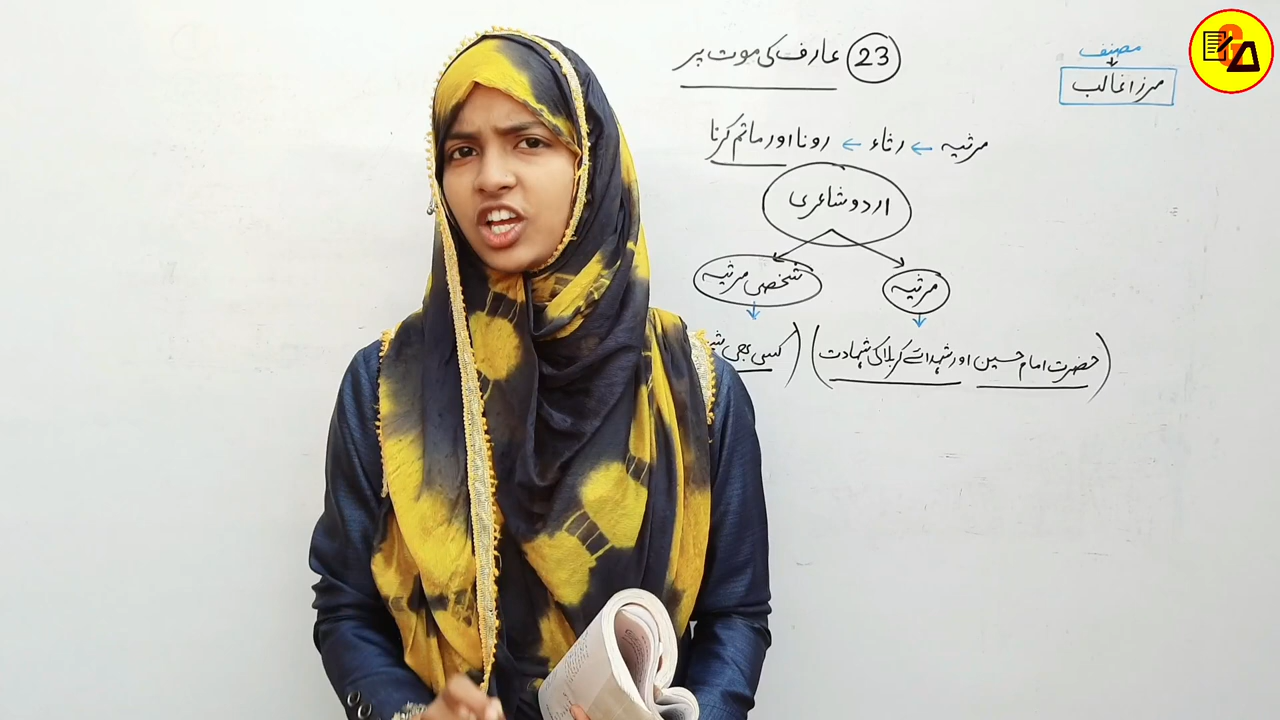 23 عارف کی موت پر
مصنف
مرزا غالب
مرثیہ ← رثاء ← رونا اور ماتم کرنا
اردو شاعری
مرثیہ
شخصی مرثیہ
(حضرت امام حسین اور شہدائے کربلا کی شہادت)
(کسی بھی